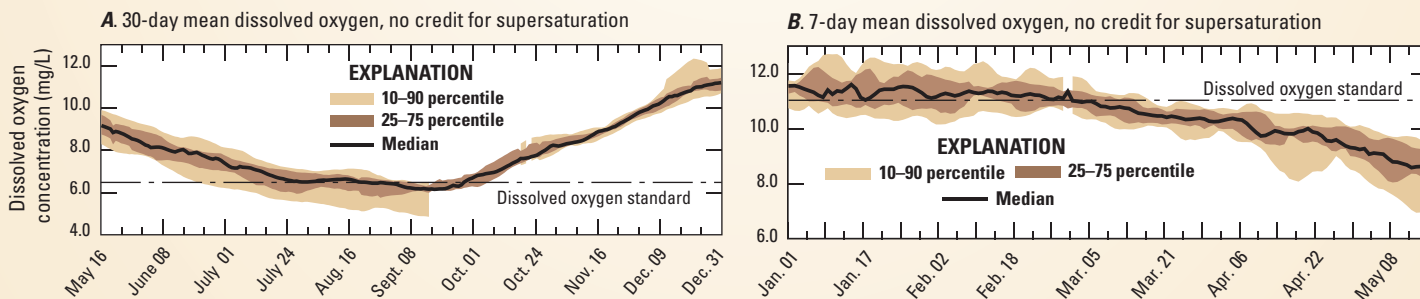 A. 30-day mean dissolved oxygen, no credit for supersaturation
Dissolved oxygen
concentration (mg/L)
12.0
10.0
8.0
6.0
4.0
EXPLANATION
10–90 percentile
25–75 percentile
Median
Dissolved oxygen standard
May 16
June 08
July 01
July 24
Aug. 16
Sept. 08
Oct. 01
Oct. 24
Nov. 16
Dec. 09
Dec. 31
B. 7-day mean dissolved oxygen, no credit for supersaturation
12.0
10.0
8.0
6.0
Dissolved oxygen standard
EXPLANATION
10–90 percentile 25–75 percentile
Median
Jan. 01
Jan. 17
Feb. 02
Feb. 18
Mar. 05
Mar. 21
Apr. 06
Apr. 22
May 08